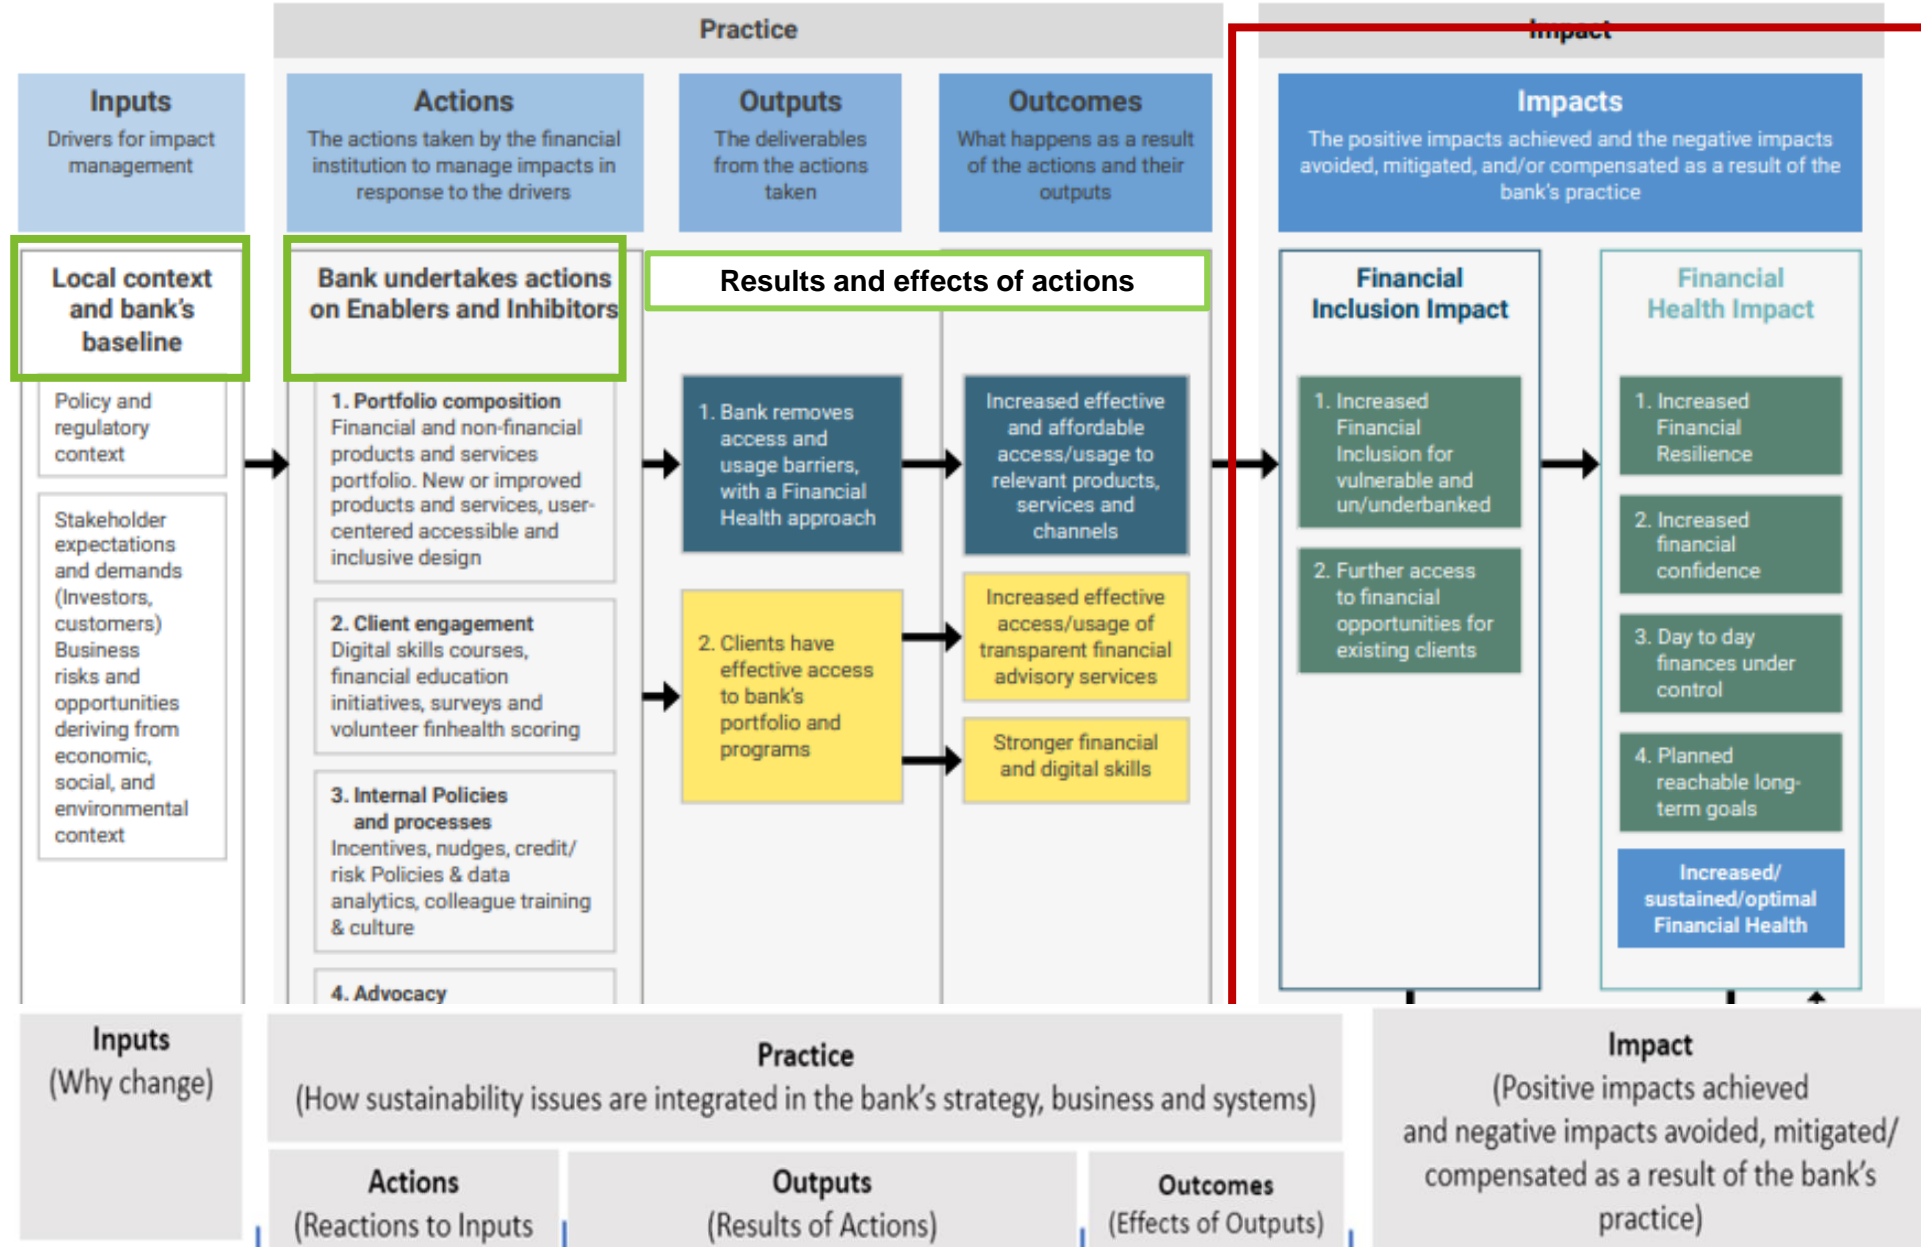 Practice
Impact
Inputs
Drivers for impact
management
Actions
The actions taken by the financial
institution to manage impacts in
response to the drivers
Outputs
The deliverables
from the actions
taken
Outcomes
What happens as a result
of the actions and their
outputs
Impacts
The positive impacts achieved and the negative impacts
avoided, mitigated, and/or compensated as a result of the
bank's practice
Local context
and bank's
baseline
Policy and
regulatory
context
Stakeholder
expectations
and demands
(Investors,
customers)
Business
risks and
opportunities
deriving from
economic,
social, and
environmental
context
Bank undertakes actions
on Enablers and Inhibitors
1. Portfolio composition
Financial and non-financial
products and services
portfolio. New or improved
products and services, user-
centered accessible and
inclusive design
2. Client engagement
Digital skills courses,
financial education
initiatives, surveys and
volunteer finhealth scoring
3. Internal Policies
and processes
Incentives, nudges, credit/
risk Policies & data
analytics, colleague training
& culture
4. Advocacy
Results and effects of actions
1. Bank removes
access and
usage barriers,
with a Financial
Health approach
2. Clients have
effective access
to bank's
portfolio and
programs
Increased effective
and affordable
access/usage to
relevant products,
services and
channels
Increased effective
access/usage of
transparent financial
advisory services
Stronger financial
and digital skills
Financial
Inclusion Impact
1. Increased
Financial
Inclusion for
vulnerable and
un/underbanked
2. Further access
to financial
opportunities for
existing clients
Financial
Health Impact
1. Increased
Financial
Resilience
2. Increased
financial
confidence
3. Day to day
finances under
control
4. Planned
reachable long-
term goals
Increased/
sustained/optimal
Financial Health
Inputs
(Why change)
Practice
(How sustainability issues are integrated in the bank's strategy, business and systems)
Actions
(Reactions to Inputs
Outputs
(Results of Actions)
Outcomes
(Effects of Outputs)
Impact
(Positive impacts achieved
and negative impacts avoided, mitigated/
compensated as a result of the bank's
practice)